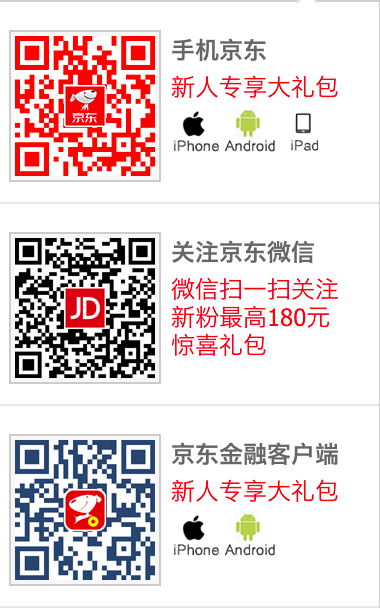 手机京东
新人专享大礼包
京东
iPhone Android iPad
关注京东微信
微信扫一扫关注
新粉最高180元
惊喜礼包
JD
京东金融客户端
新人专享大礼包
iPhone Android